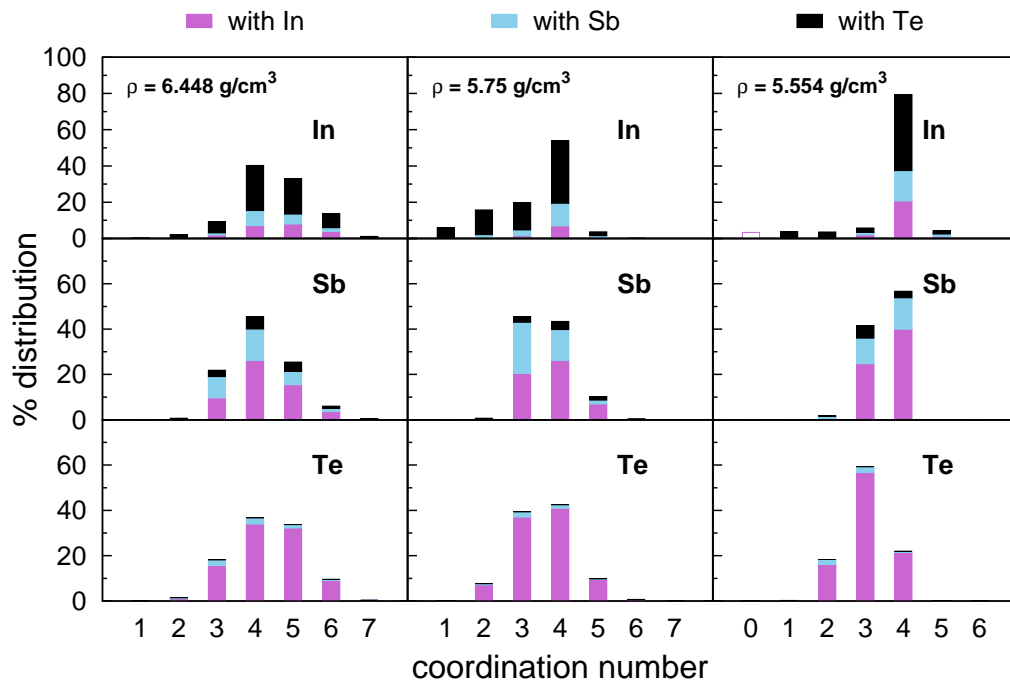 with In with Sb with Te
100
80
60
40
20
0
ρ = 6.448 g/cm³ ρ = 5.75 g/cm³ ρ = 5.554 g/cm³
In In In
60
40
20
0
Sb Sb Sb
60
40
20
0
Te Te Te
% distribution
1 2 3 4 5 6 7 1 2 3 4 5 6 7 0 1 2 3 4 5 6
coordination number